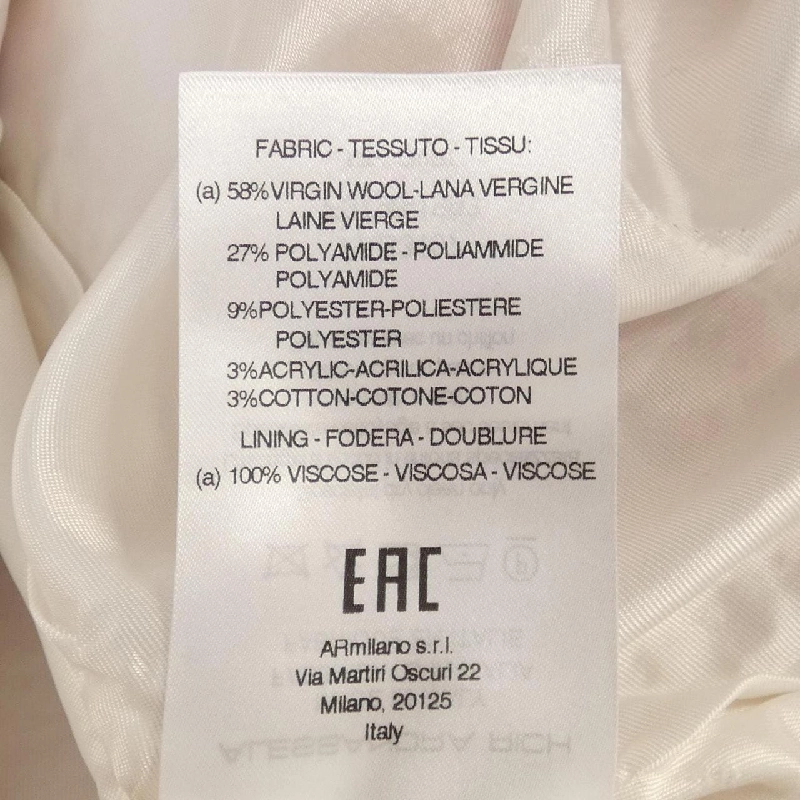 FABRIC - TESSUTO - TISSU:
(a) 58% VIRGIN WOOL-LANA VERGINE
LAINE VIERGE
27% POLYAMIDE - POLIAMMIDE
POLYAMIDE
9% POLYESTER-POLIESTERE
POLYESTER
3% ACRYLIC-ACRILICA-ACRYLIQUE
3% COTTON-COTONE-COTON
LINING - FODERA - DOUBLURE
(a) 100% VISCOSE - VISCOSA - VISCOSE
EAC
ARmilano s.r.l.
Via Martiri Oscuri 22
Milano, 20125
Italy
ALESSANDRA RICH